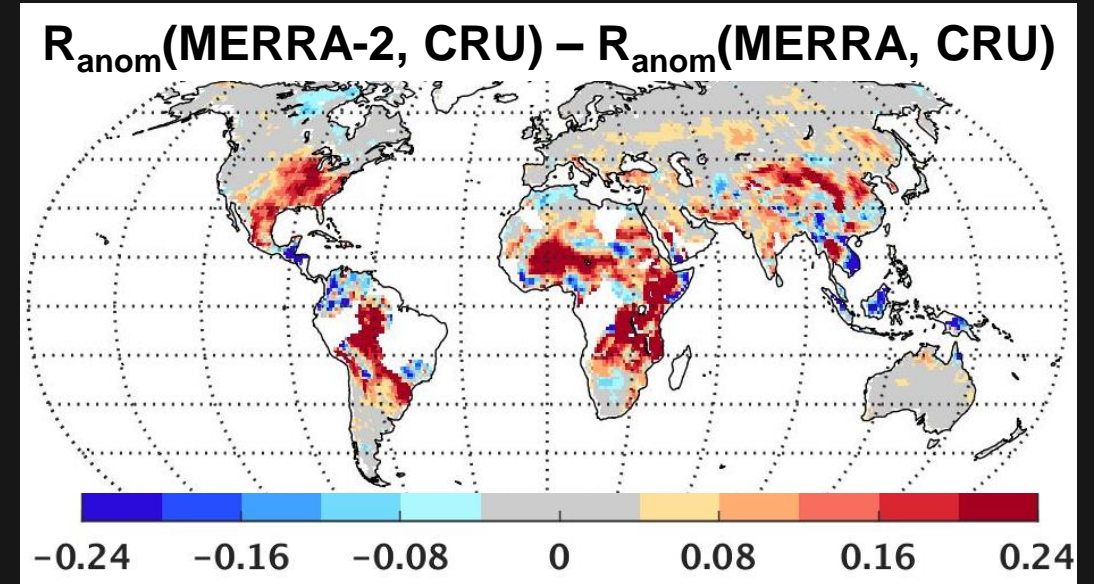 Ranom(MERRA-2, CRU) – Ranom(MERRA, CRU)
−0.24 −0.16 −0.08 0 0.08 0.16 0.24